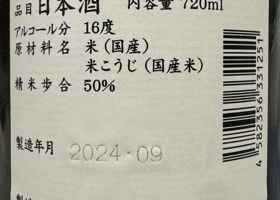 品目 日本酒 内容量 720ml
アルコール分 16度
原材料名 米(国産)
米こうじ(国産米)
精米歩合 50%
製造年月 2024.09
4582356331251